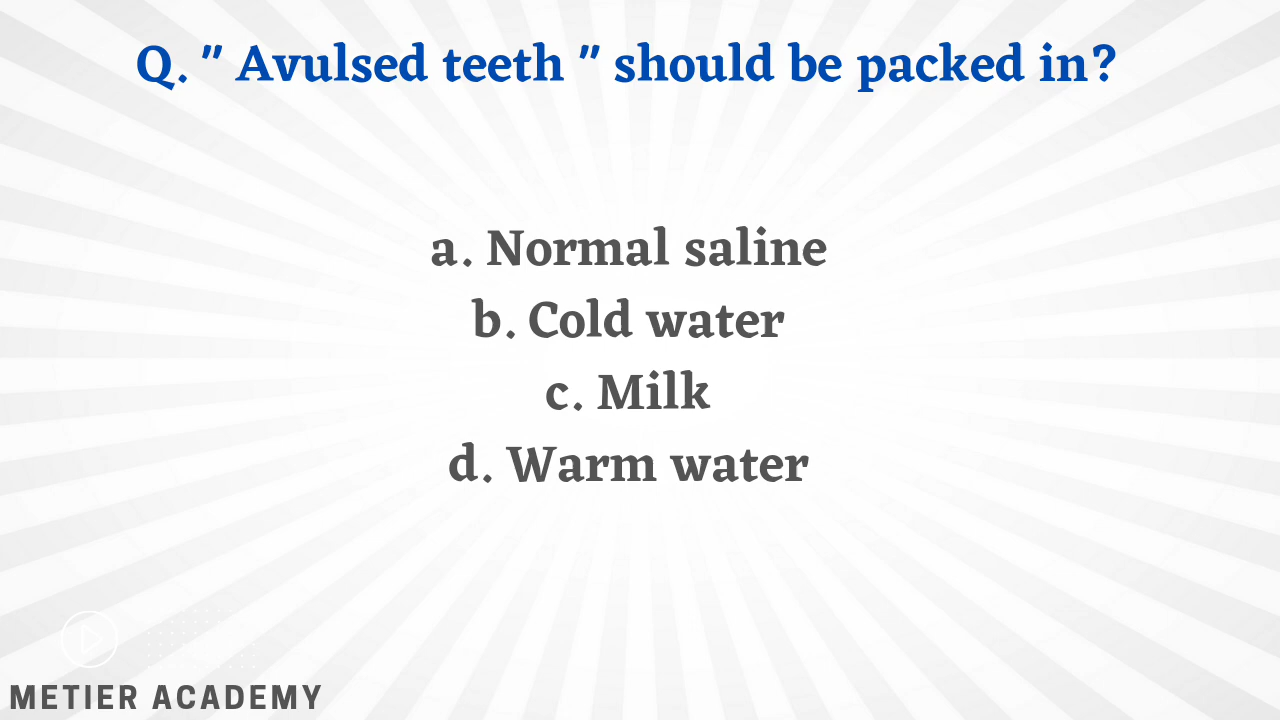 Q. " Avulsed teeth " should be packed in?
a. Normal saline
b. Cold water
c. Milk
d. Warm water
METIER ACADEMY